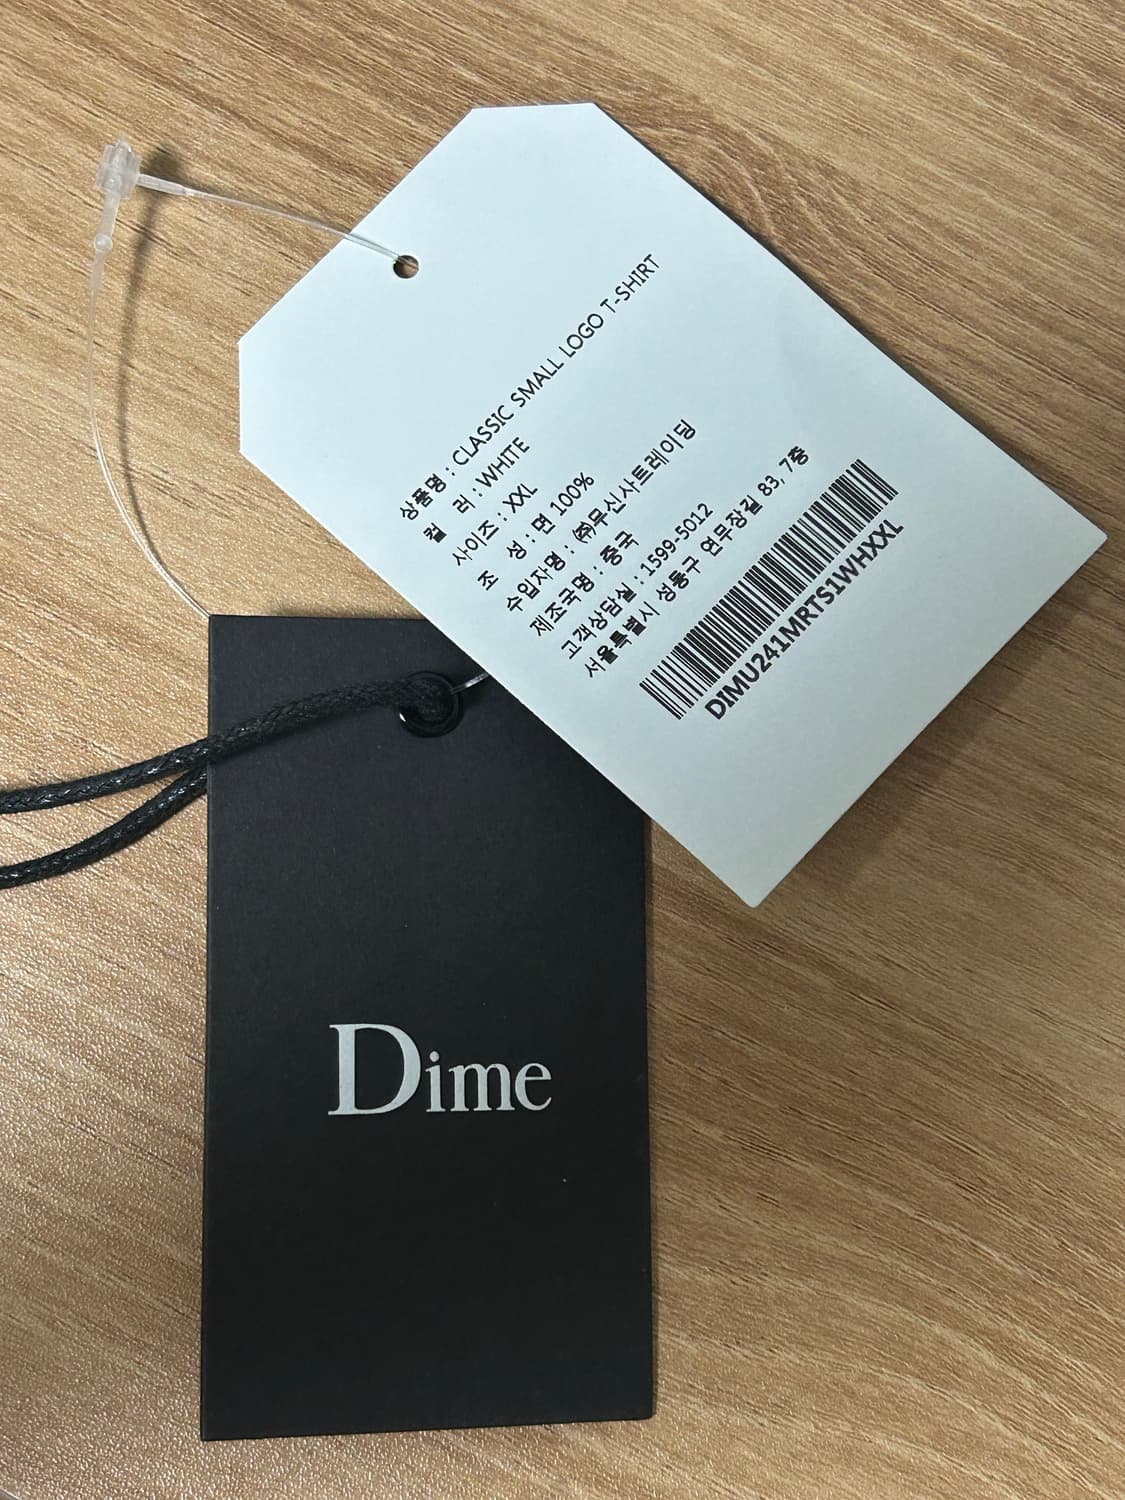 상품명 : CLASSIC SMALL LOGO T-SHIRT
컬 러 : WHITE
사이즈 : XXL
조 성 : 면 100%
수입자명 : ㈜무신사트레이딩
제조국명 : 중국
고객상담실 : 1599-5012
서울특별시 성동구 연무장길 83, 7층
DIMU241MRTS1WHXXL
Dime